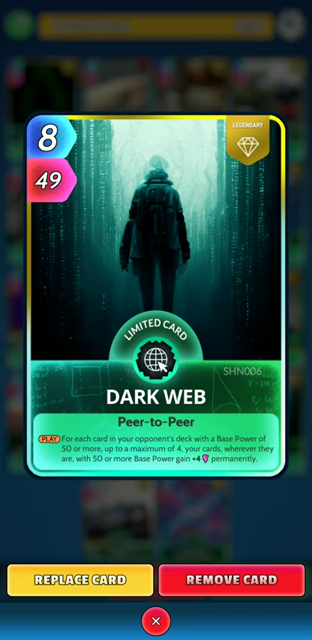 8
LEGENDARY
49
LIMITED CARD
SHN006
DARK WEB
Peer-to-Peer
PLAY For each card in your opponent's deck with a Base Power of
50 or more, up to a maximum of 4, your cards, wherever they
are, with 50 or more Base Power gain +4 permanently.
REPLACE CARD
REMOVE CARD